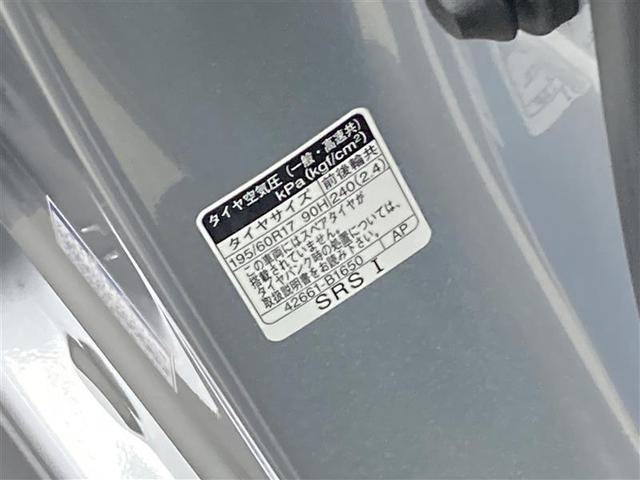 タイヤ空気圧(一般・高速共)
kPa(kgf/cm²)
タイヤサイズ 前後輪共
195/60R17 90H 240(2.4)
この車両にはスペアタイヤが
搭載されていません。
タイヤパンク時の処置については、
取扱説明書をお読み下さい。
42661-B1650 AP
SRS I